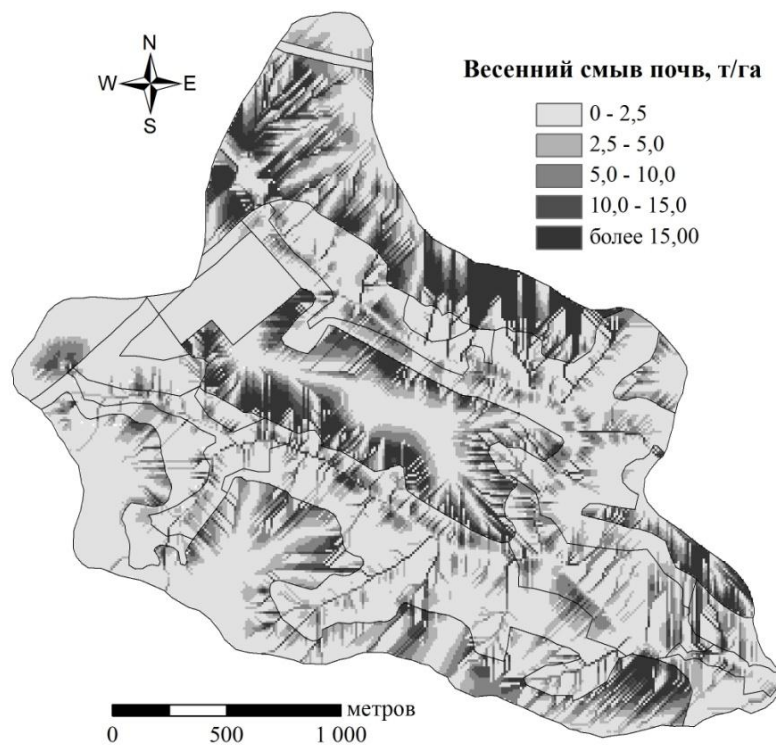 N
W E
S
Весенний смыв почв, т/га
0 - 2,5
2,5 - 5,0
5,0 - 10,0
10,0 - 15,0
более 15,00
метров
0 500 1 000